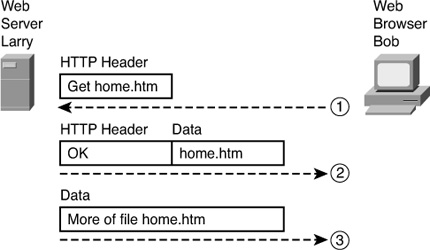 Web
Server
Larry
Web
Browser
Bob
HTTP Header
Get home.htm
1
HTTP Header Data
OK home.htm
2
Data
More of file home.htm
3